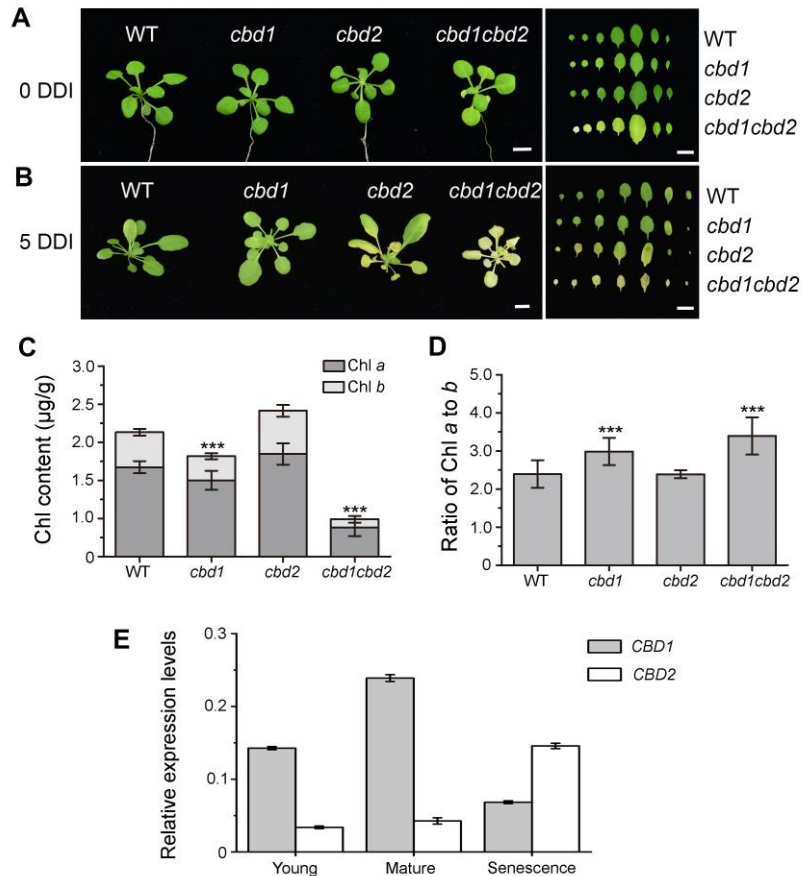 A
WT cbd1 cbd2 cbd1cbd2
0 DDI
WT
cbd1
cbd2
cbd1cbd2
B
WT cbd1 cbd2 cbd1cbd2
5 DDI
WT
cbd1
cbd2
cbd1cbd2
C
Chl content (µg/g)
3.0
2.5
2.0
1.5
1.0
0
Chl a
Chl b
***
***
WT cbd1 cbd2 cbd1cbd2
D
Ratio of Chl a to b
5.0
4.0
3.0
2.0
1.0
0
***
***
WT cbd1 cbd2 cbd1cbd2
E
Relative expression levels
0.3
0.2
0.1
0
CBD1
CBD2
Young Mature Senescence